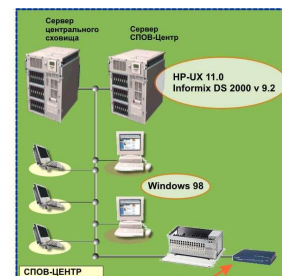 Сервер
центрального
сховища
Сервер
СПОВ-Центр
HP-UX 11.0
Informix DS 2000 v 9.2
Windows 98
СПОВ-ЦЕНТР